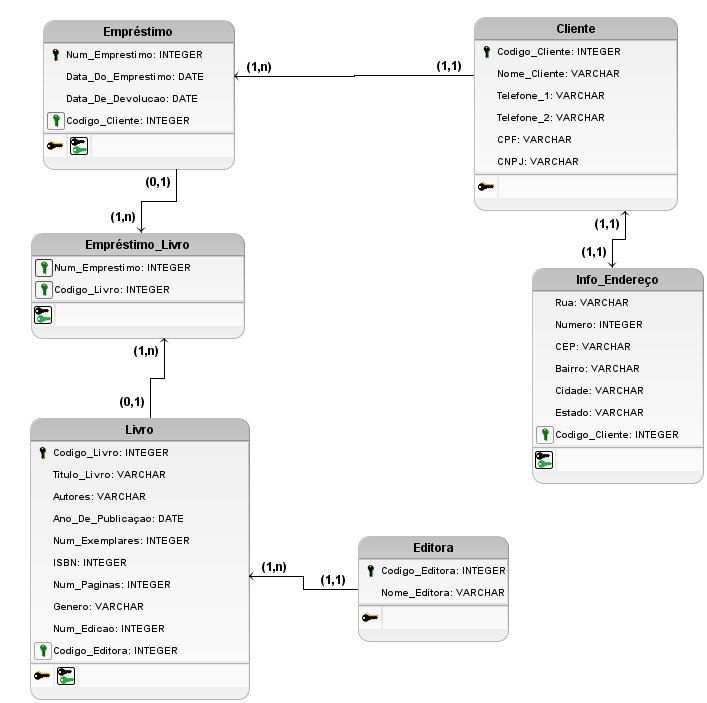 Empréstimo
Num_Emprestimo: INTEGER
Data_Do_Emprestimo: DATE
Data_De_Devolucao: DATE
Codigo_Cliente: INTEGER
(1,n)
(1,1)
Cliente
Codigo_Cliente: INTEGER
Nome_Cliente: VARCHAR
Telefone_1: VARCHAR
Telefone_2: VARCHAR
CPF: VARCHAR
CNPJ: VARCHAR
(0,1)
(1,n)
(1,1)
(1,1)
Empréstimo_Livro
Num_Emprestimo: INTEGER
Codigo_Livro: INTEGER
Info_Endereço
Rua: VARCHAR
Numero: INTEGER
CEP: VARCHAR
Bairro: VARCHAR
Cidade: VARCHAR
Estado: VARCHAR
Codigo_Cliente: INTEGER
(1,n)
(0,1)
Livro
Codigo_Livro: INTEGER
Titulo_Livro: VARCHAR
Autores: VARCHAR
Ano_De_Publicaçao: DATE
Num_Exemplares: INTEGER
ISBN: INTEGER
Num_Paginas: INTEGER
Genero: VARCHAR
Num_Edicao: INTEGER
Codigo_Editora: INTEGER
(1,n)
(1,1)
Editora
Codigo_Editora: INTEGER
Nome_Editora: VARCHAR